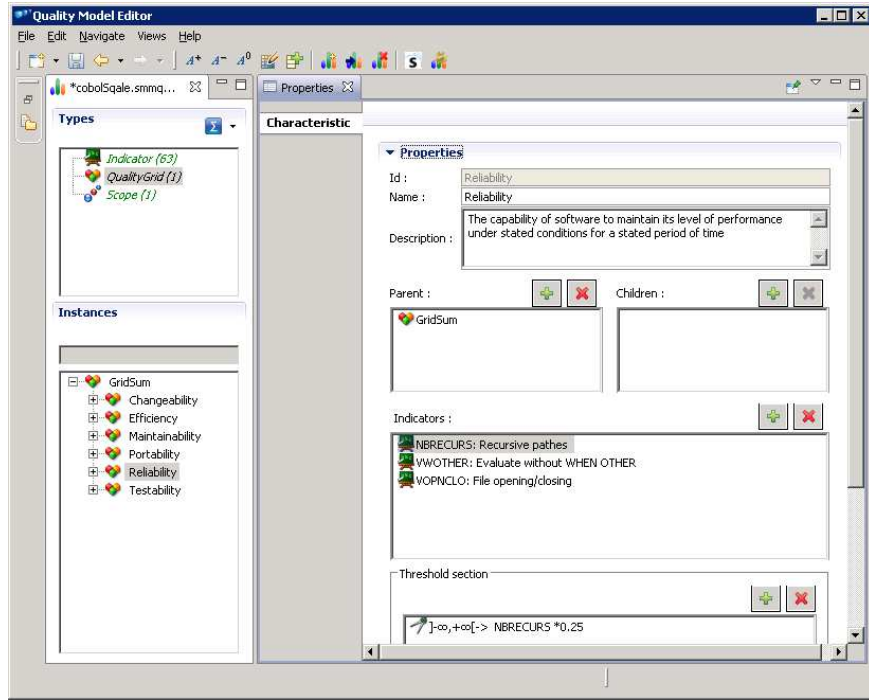 Quality Model Editor
File Edit Navigate Views Help
A+ A- A0 S
*cobolSqale.smmq...
Properties
Types
Σ
Indicator (63)
QualityGrid (1)
Scope (1)
Instances
GridSum
Changeability
Efficiency
Maintainability
Portability
Reliability
Testability
Characteristic
Properties
Id : Reliability
Name : Reliability
Description : The capability of software to maintain its level of performance
under stated conditions for a stated period of time
Parent : Children :
GridSum
Indicators :
NBRECURS: Recursive pathes
VWOTHER: Evaluate without WHEN OTHER
VOPNCLO: File opening/closing
Threshold section
]-∞,+∞[-> NBRECURS *0.25